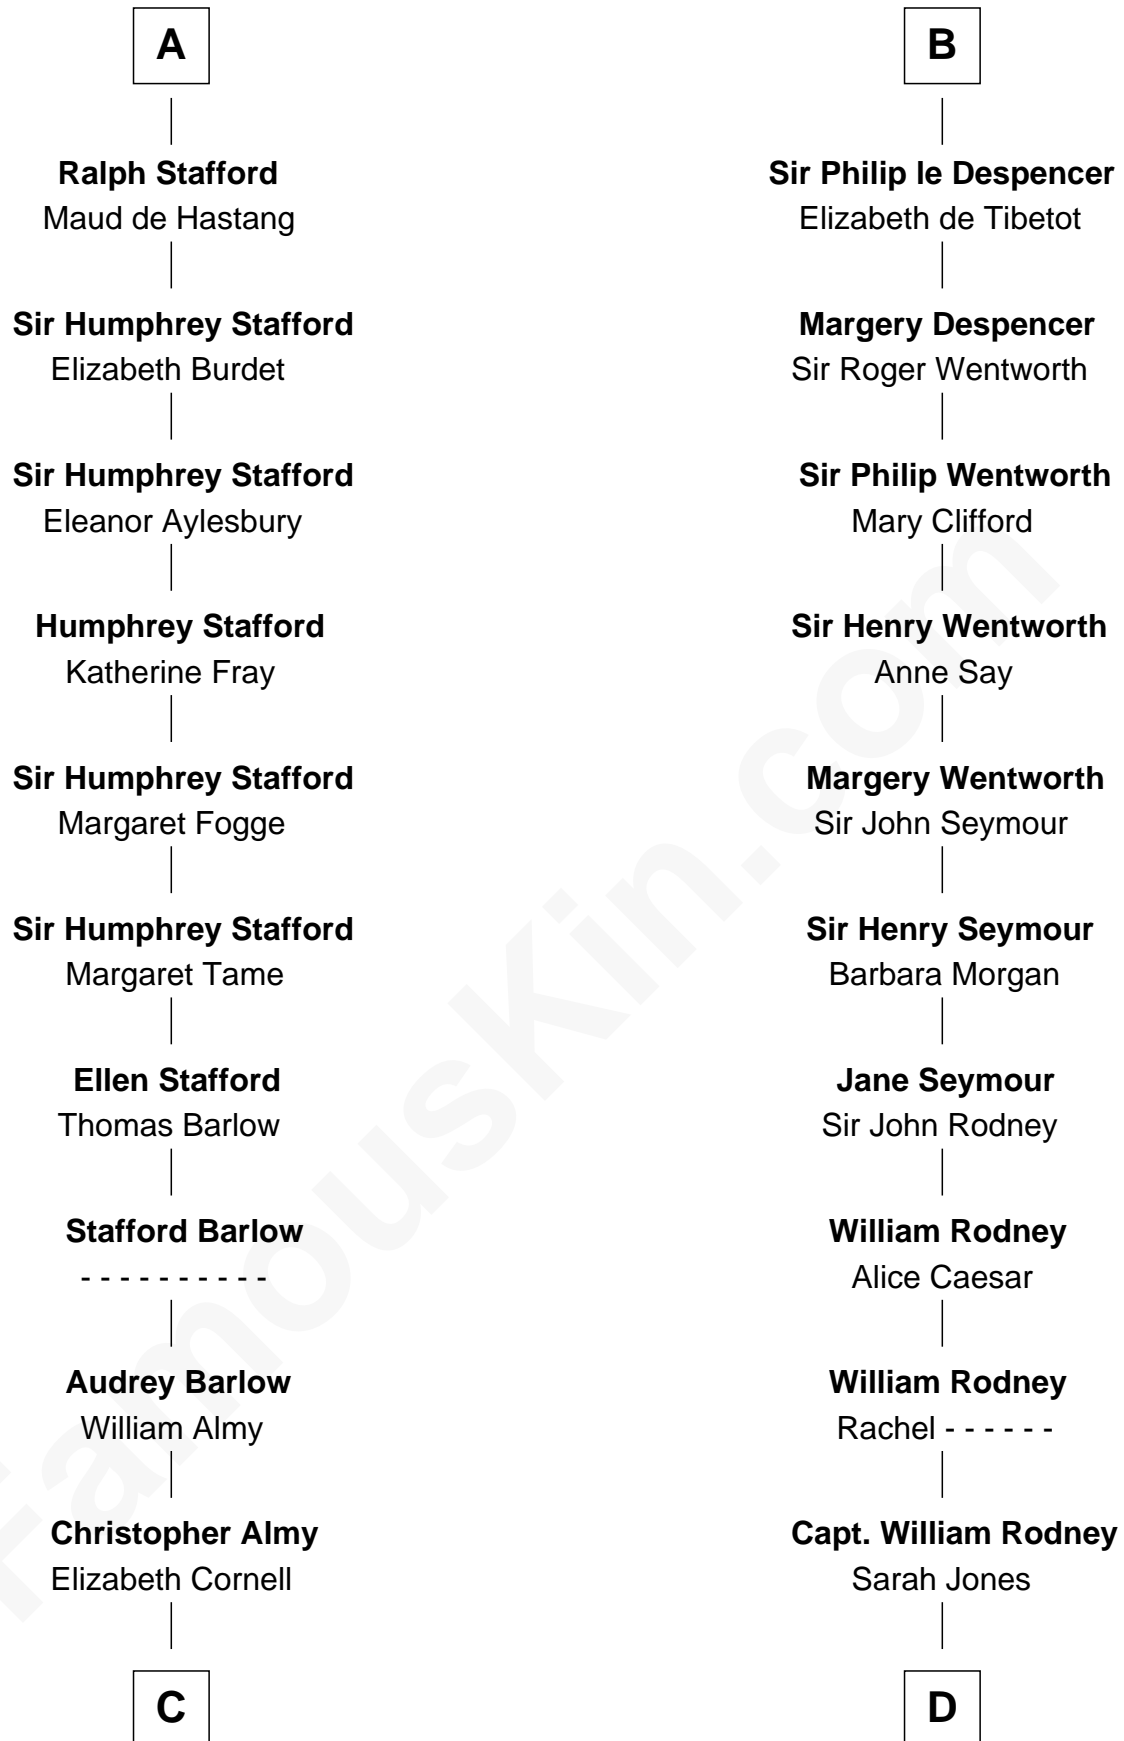 A
Ralph Stafford
Maud de Hastang
Sir Humphrey Stafford
Elizabeth Burdet
Sir Humphrey Stafford
Eleanor Aylesbury
Humphrey Stafford
Katherine Fray
Sir Humphrey Stafford
Margaret Fogge
Sir Humphrey Stafford
Margaret Tame
Ellen Stafford
Thomas Barlow
Stafford Barlow
- - - - - - - - - -
Audrey Barlow
William Almy
Christopher Almy
Elizabeth Cornell
C
B
Sir Philip le Despencer
Elizabeth de Tibetot
Margery Despencer
Sir Roger Wentworth
Sir Philip Wentworth
Mary Clifford
Sir Henry Wentworth
Anne Say
Margery Wentworth
Sir John Seymour
Sir Henry Seymour
Barbara Morgan
Jane Seymour
Sir John Rodney
William Rodney
Alice Caesar
William Rodney
Rachel - - - - - -
Capt. William Rodney
Sarah Jones
D
FamousKin.com